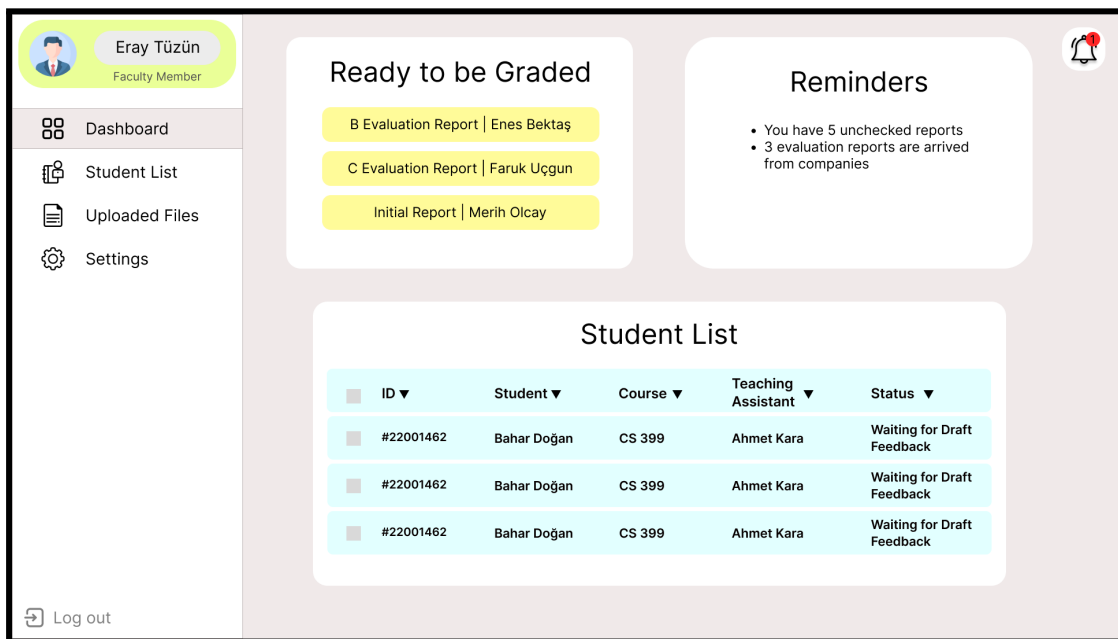 Eray Tüzün
Faculty Member
Dashboard
Student List
Uploaded Files
Settings
Log out
Ready to be Graded
B Evaluation Report | Enes Bektaş
C Evaluation Report | Faruk Uçgun
Initial Report | Merih Olcay
Reminders
• You have 5 unchecked reports
• 3 evaluation reports are arrived
from companies
1
Student List
ID ▼ Student ▼ Course ▼ Teaching Assistant ▼ Status ▼
#22001462 Bahar Doğan CS 399 Ahmet Kara Waiting for Draft Feedback
#22001462 Bahar Doğan CS 399 Ahmet Kara Waiting for Draft Feedback
#22001462 Bahar Doğan CS 399 Ahmet Kara Waiting for Draft Feedback